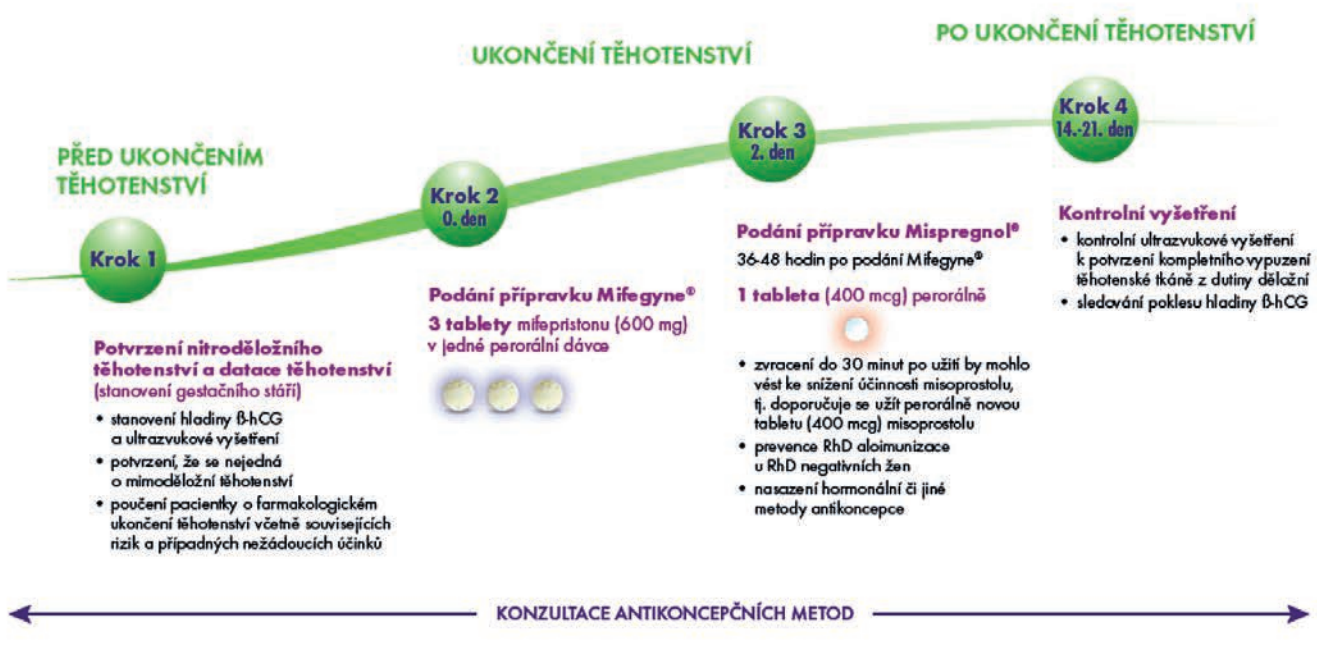 PŘED UKONČENÍM
TĚHOTENSTVÍ
Krok 1
Potvrzení nitroděložního
těhotenství a datace těhotenství
(stanovení gestačního stáří)
• stanovení hladiny β-hCG
a ultrazvukové vyšetření
• potvrzení, že se nejedná
o mimoděložní těhotenství
• poučení pacientky o farmakologickém
ukončení těhotenství včetně souvisejících
rizik a případných nežádoucích účinků
UKONČENÍ TĚHOTENSTVÍ
Krok 2
0. den
Podání přípravku Mifegyne®
3 tablety mifepristonu (600 mg)
v jedné perorální dávce
Krok 3
2. den
Podání přípravku Mispregnol®
36-48 hodin po podání Mifegyne®
1 tableta (400 mcg) perorálně
• zvracení do 30 minut po užití by mohlo
vést ke snížení účinnosti misoprostolu,
tj. doporučuje se užít perorálně novou
tabletu (400 mcg) misoprostolu
• prevence RhD aloimunizace
u RhD negativních žen
• nasazení hormonální či jiné
metody antikoncepce
PO UKONČENÍ TĚHOTENSTVÍ
Krok 4
14.-21. den
Kontrolní vyšetření
• kontrolní ultrazvukové vyšetření
k potvrzení kompletního vypuzení
těhotenské tkáně z dutiny děložní
• sledování poklesu hladiny β-hCG
KONZULTACE ANTIKONCEPČNÍCH METOD